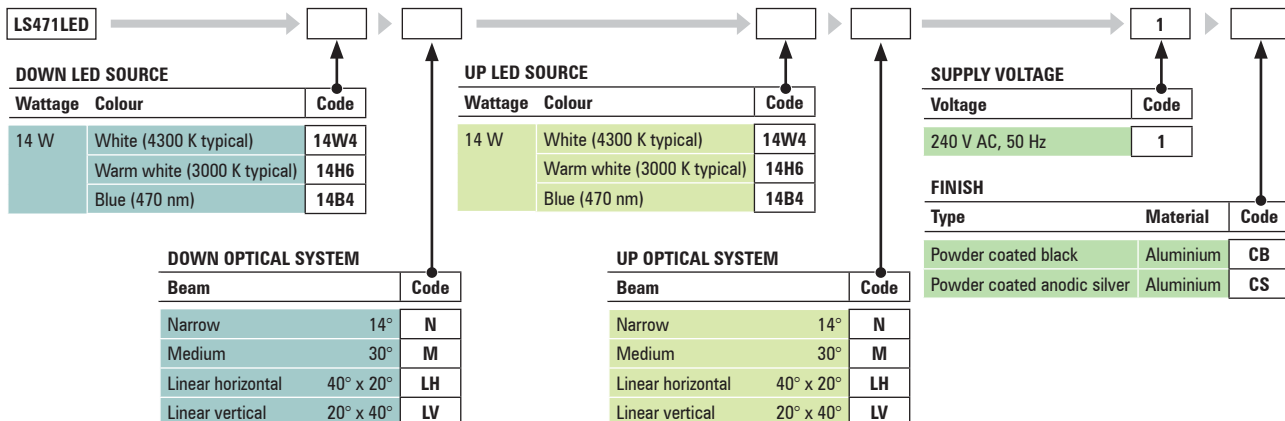 LS471LED 1
DOWN LED SOURCE
Wattage Colour Code
14 W White (4300 K typical) 14W4
Warm white (3000 K typical) 14H6
Blue (470 nm) 14B4
DOWN OPTICAL SYSTEM
Beam Code
Narrow 14° N
Medium 30° M
Linear horizontal 40° x 20° LH
Linear vertical 20° x 40° LV
UP LED SOURCE
Wattage Colour Code
14 W White (4300 K typical) 14W4
Warm white (3000 K typical) 14H6
Blue (470 nm) 14B4
UP OPTICAL SYSTEM
Beam Code
Narrow 14° N
Medium 30° M
Linear horizontal 40° x 20° LH
Linear vertical 20° x 40° LV
SUPPLY VOLTAGE
Voltage Code
240 V AC, 50 Hz 1
FINISH
Type Material Code
Powder coated black Aluminium CB
Powder coated anodic silver Aluminium CS